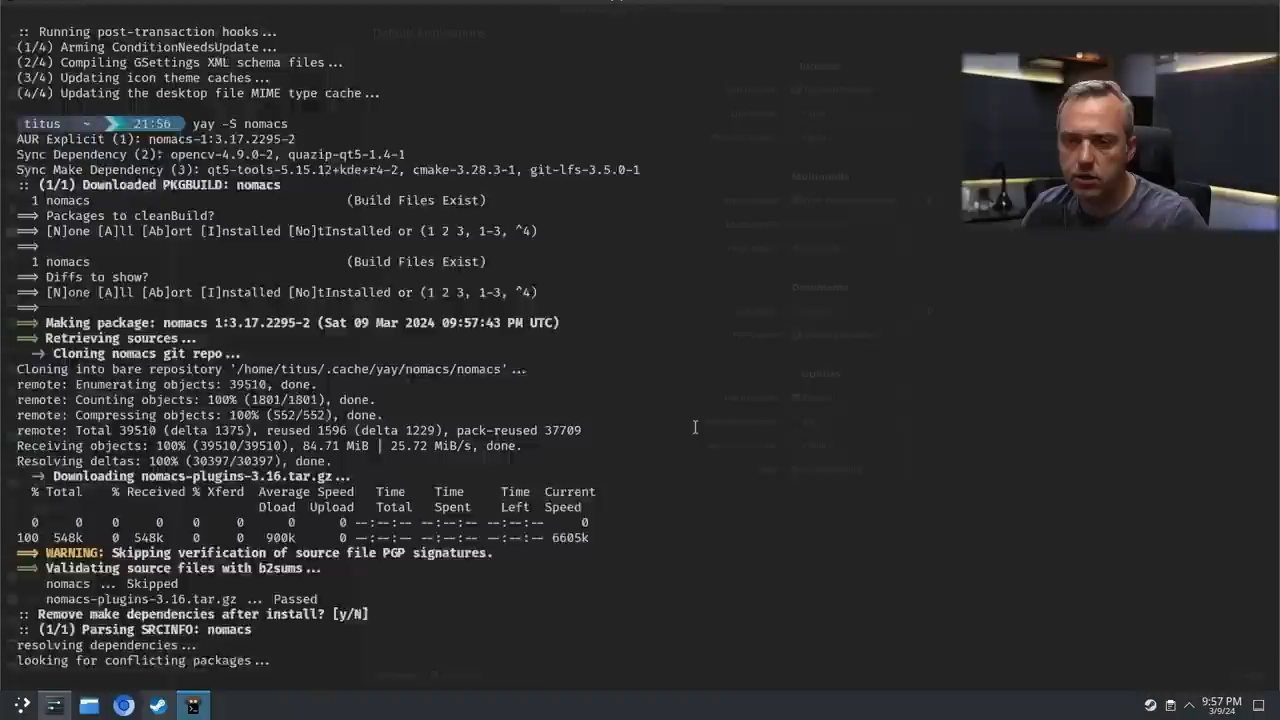 :: Running post-transaction hooks...
(1/4) Arming ConditionNeedsUpdate...
(2/4) Compiling GSettings XML schema files...
(3/4) Updating icon theme caches...
(4/4) Updating the desktop file MIME type cache...
titus ~ 21:56 yay -S nomacs
AUR Explicit (1): nomacs-1:3.17.2295-2
Sync Dependency (2): opencv-4.9.0-2, quazip-qt5-1.4-1
Sync Make Dependency (3): qt5-tools-5.15.12+kde+r4-2, cmake-3.28.3-1, git-lfs-3.5.0-1
:: (1/1) Downloaded PKGBUILD: nomacs
1 nomacs (Build Files Exist)
==> Packages to cleanBuild?
==> [N]one [A]ll [Ab]ort [I]nstalled [No]tInstalled or (1 2 3, 1-3, ^4)
==>
1 nomacs (Build Files Exist)
==> Diffs to show?
==> [N]one [A]ll [Ab]ort [I]nstalled [No]tInstalled or (1 2 3, 1-3, ^4)
==>
==> Making package: nomacs 1:3.17.2295-2 (Sat 09 Mar 2024 09:57:43 PM UTC)
==> Retrieving sources...
-> Cloning nomacs git repo...
Cloning into bare repository '/home/titus/.cache/yay/nomacs/nomacs'...
remote: Enumerating objects: 39510, done.
remote: Counting objects: 100% (1801/1801), done.
remote: Compressing objects: 100% (552/552), done.
remote: Total 39510 (delta 1375), reused 1596 (delta 1229), pack-reused 37709
Receiving objects: 100% (39510/39510), 84.71 MiB | 25.72 MiB/s, done.
Resolving deltas: 100% (30397/30397), done.
-> Downloading nomacs-plugins-3.16.tar.gz...
% Total % Received % Xferd Average Speed Time Time Time Current
Dload Upload Total Spent Left Speed
0 0 0 0 0 0 0 0 --:--:-- --:--:-- --:--:-- 0
100 548k 0 548k 0 0 900k 0 --:--:-- --:--:-- --:--:-- 6605k
==> WARNING: Skipping verification of source file PGP signatures.
==> Validating source files with b2sums...
nomacs ... Skipped
nomacs-plugins-3.16.tar.gz ... Passed
:: Remove make dependencies after install? [y/N]
:: (1/1) Parsing SRCINFO: nomacs
resolving dependencies...
looking for conflicting packages...
Default Applications
Multimedia
Documents
Utilities
9:57 PM
3/9/24